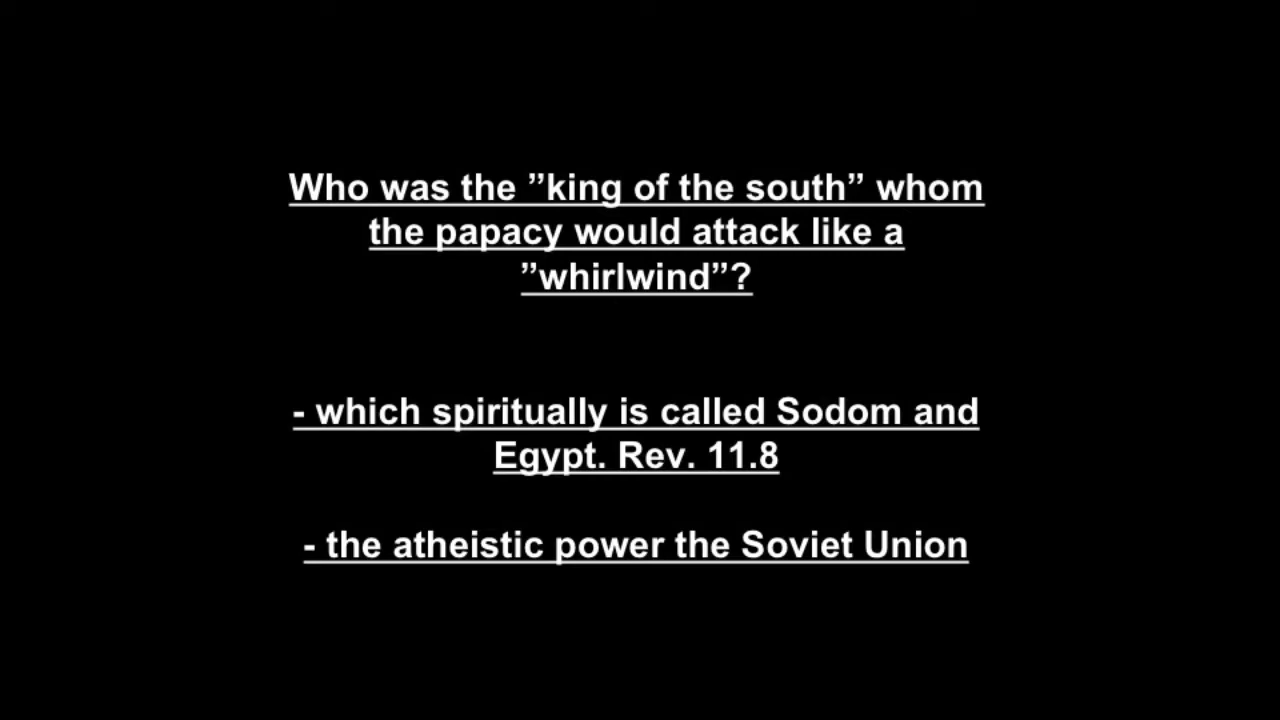 Who was the ”king of the south” whom
the papacy would attack like a
”whirlwind”?
- which spiritually is called Sodom and
Egypt. Rev. 11.8
- the atheistic power the Soviet Union